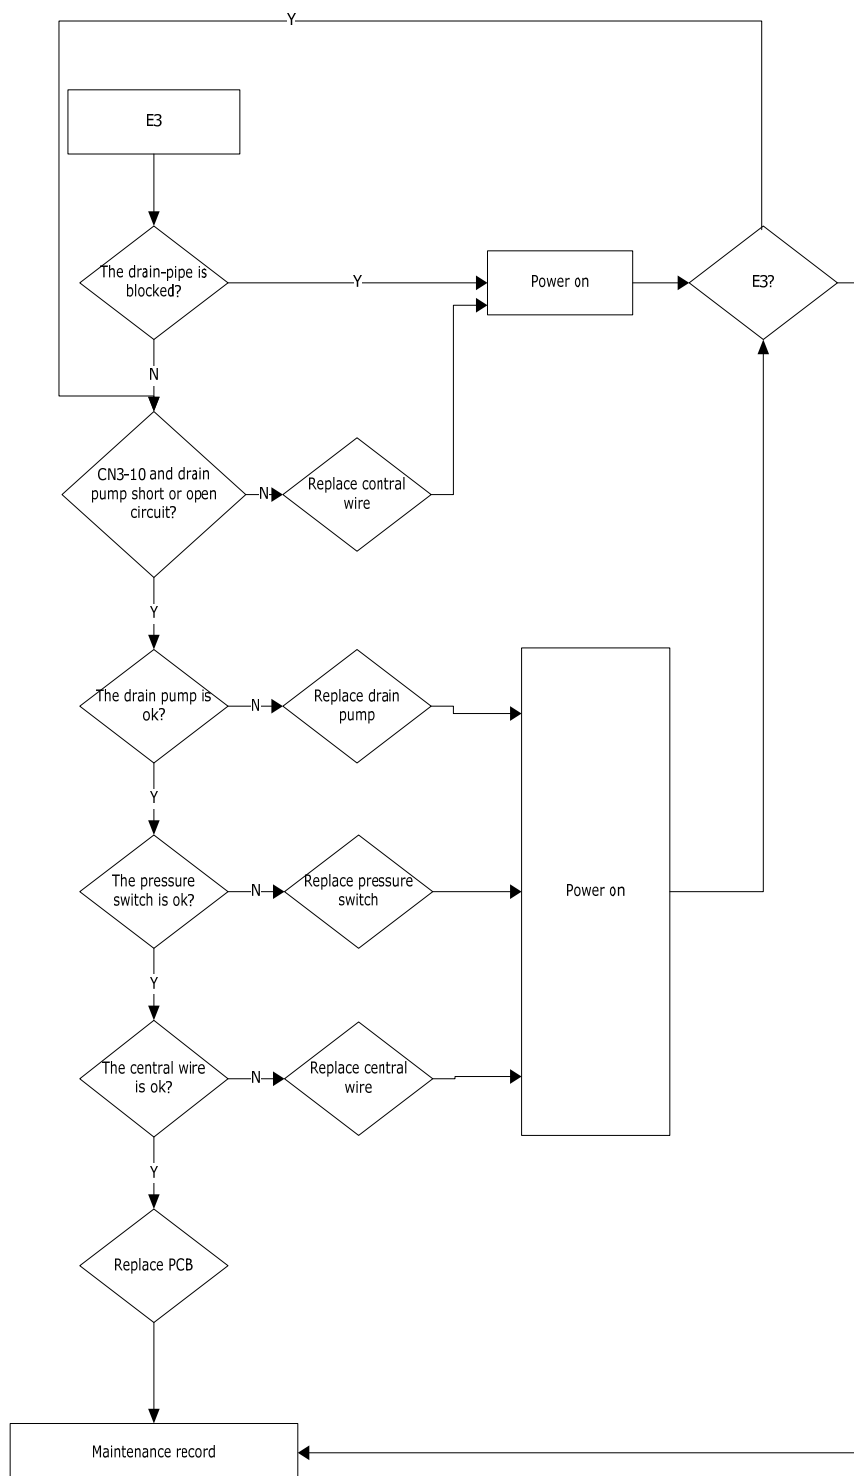 Y
E3
The drain-pipe is
blocked?
Y
Power on
E3?
N
CN3-10 and drain
pump short or open
circuit?
N
Replace contral
wire
Y
The drain pump is
ok?
N
Replace drain
pump
Y
The pressure
switch is ok?
N
Replace pressure
switch
Power on
Y
The central wire
is ok?
N
Replace central
wire
Y
Replace PCB
Maintenance record